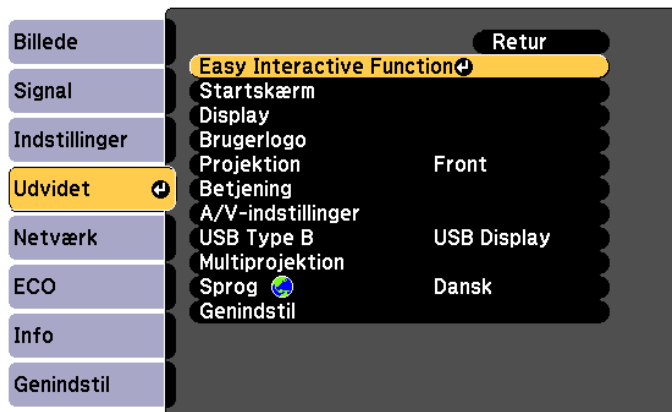 Billede
Signal
Indstillinger
Udvidet
Netværk
ECO
Info
Genindstil
Retur
Easy Interactive Function
Startskærm
Display
Brugerlogo
Projektion Front
Betjening
A/V-indstillinger
USB Type B USB Display
Multiprojektion
Sprog Dansk
Genindstil